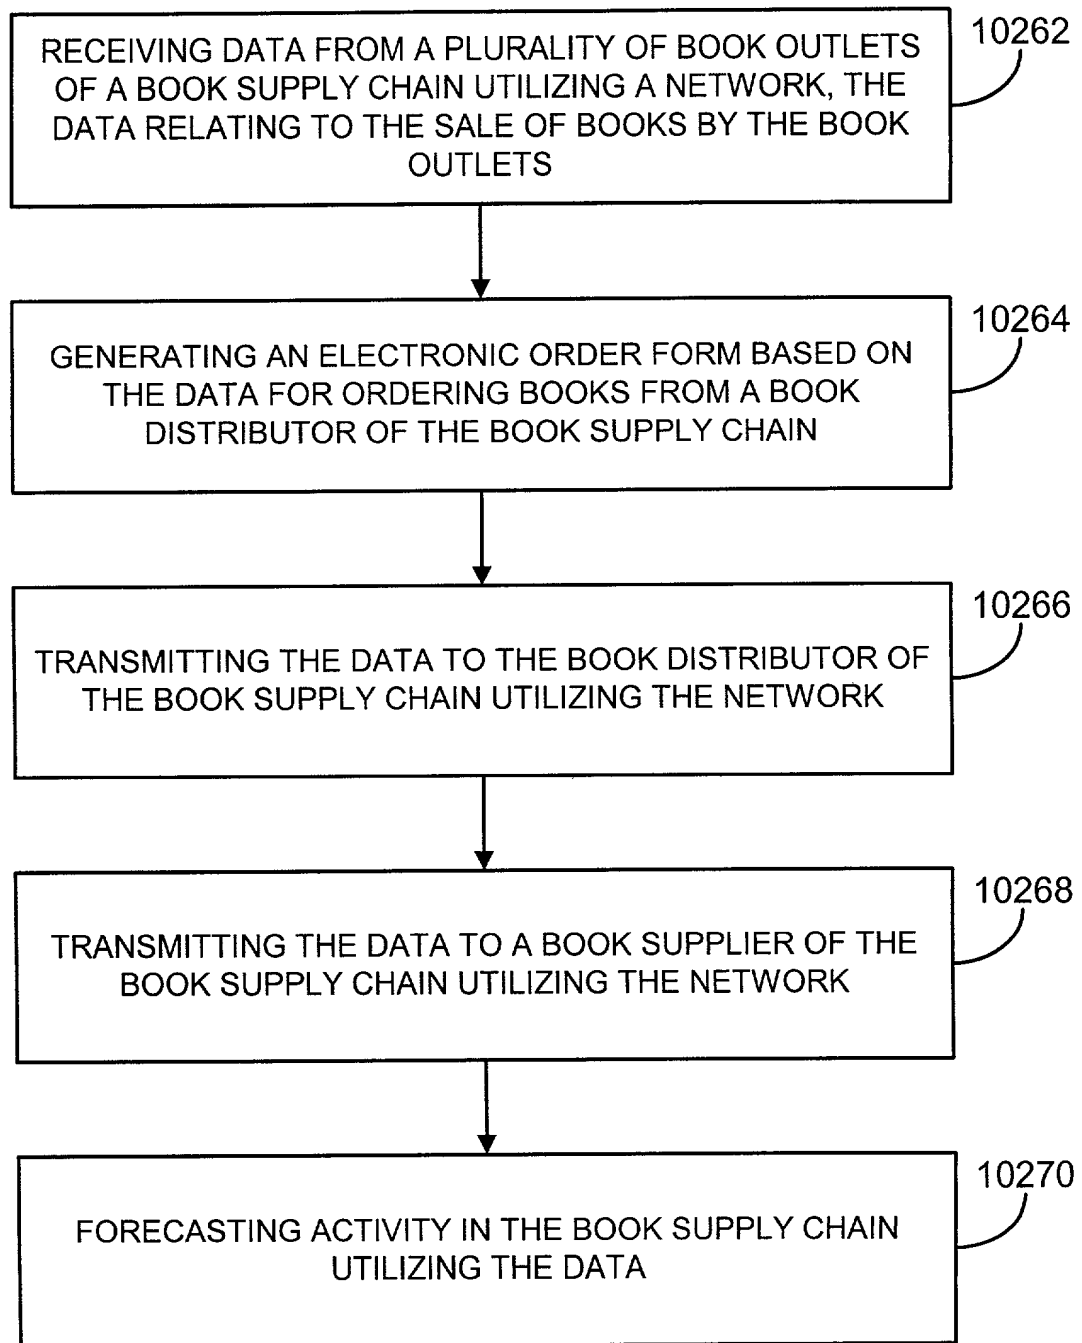 10262
RECEIVING DATA FROM A PLURALITY OF BOOK OUTLETS
OF A BOOK SUPPLY CHAIN UTILIZING A NETWORK, THE
DATA RELATING TO THE SALE OF BOOKS BY THE BOOK
OUTLETS
10264
GENERATING AN ELECTRONIC ORDER FORM BASED ON
THE DATA FOR ORDERING BOOKS FROM A BOOK
DISTRIBUTOR OF THE BOOK SUPPLY CHAIN
10266
TRANSMITTING THE DATA TO THE BOOK DISTRIBUTOR OF
THE BOOK SUPPLY CHAIN UTILIZING THE NETWORK
10268
TRANSMITTING THE DATA TO A BOOK SUPPLIER OF THE
BOOK SUPPLY CHAIN UTILIZING THE NETWORK
10270
FORECASTING ACTIVITY IN THE BOOK SUPPLY CHAIN
UTILIZING THE DATA